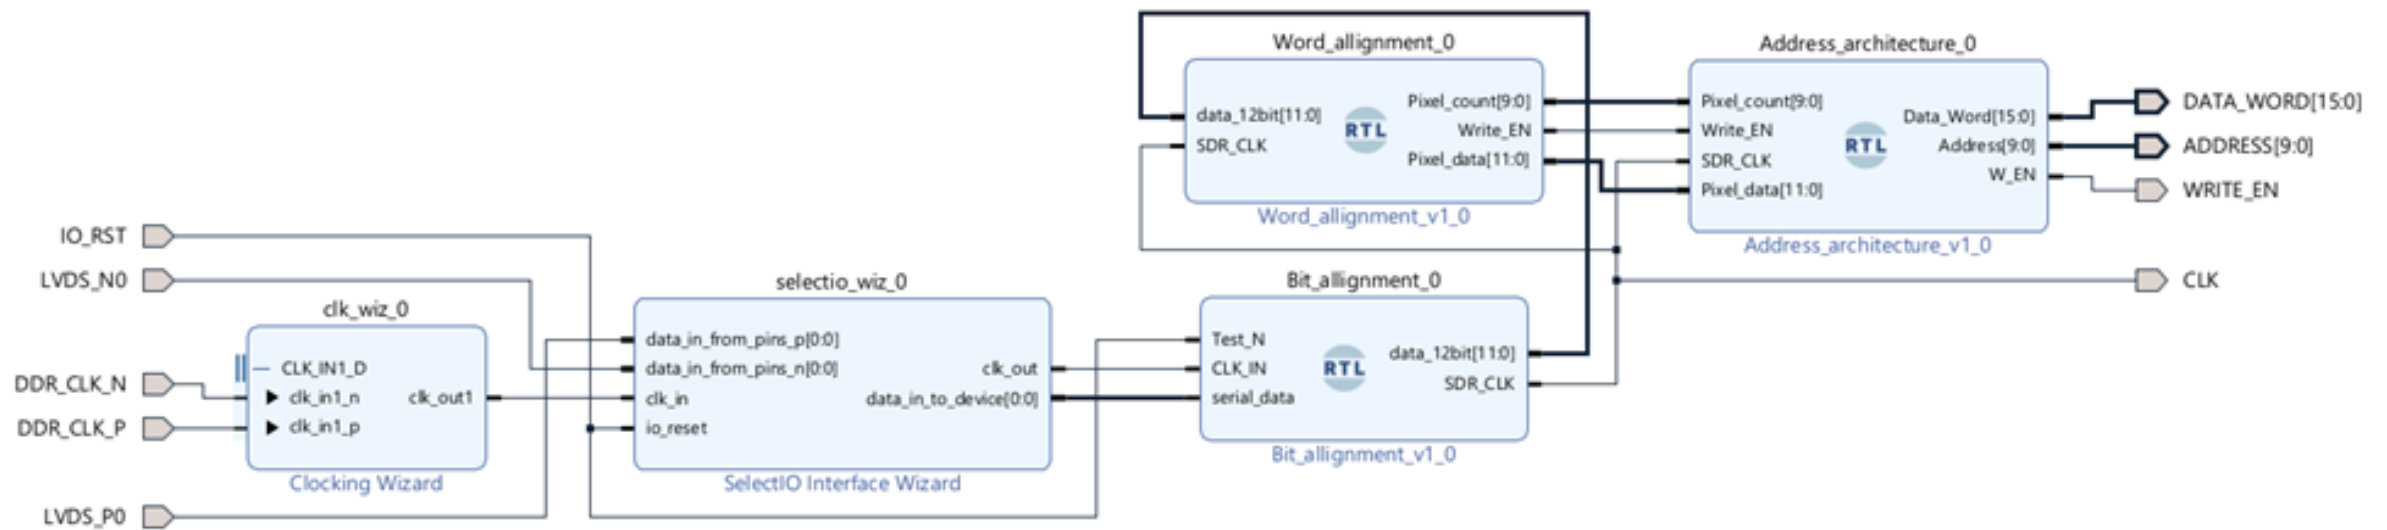 IO_RST
LVDS_N0
DDR_CLK_N
DDR_CLK_P
LVDS_P0
clk_wiz_0
CLK_IN1_D
clk_in1_n
clk_in1_p
clk_out1
Clocking Wizard
selectio_wiz_0
data_in_from_pins_p[0:0]
data_in_from_pins_n[0:0]
clk_in
io_reset
clk_out
data_in_to_device[0:0]
SelectIO Interface Wizard
Bit_allignment_0
Test_N
CLK_IN
serial_data
RTL
data_12bit[11:0]
SDR_CLK
Bit_allignment_v1_0
Word_allignment_0
data_12bit[11:0]
SDR_CLK
RTL
Pixel_count[9:0]
Write_EN
Pixel_data[11:0]
Word_allignment_v1_0
Address_architecture_0
Pixel_count[9:0]
Write_EN
SDR_CLK
Pixel_data[11:0]
RTL
Data_Word[15:0]
Address[9:0]
W_EN
Address_architecture_v1_0
DATA_WORD[15:0]
ADDRESS[9:0]
WRITE_EN
CLK